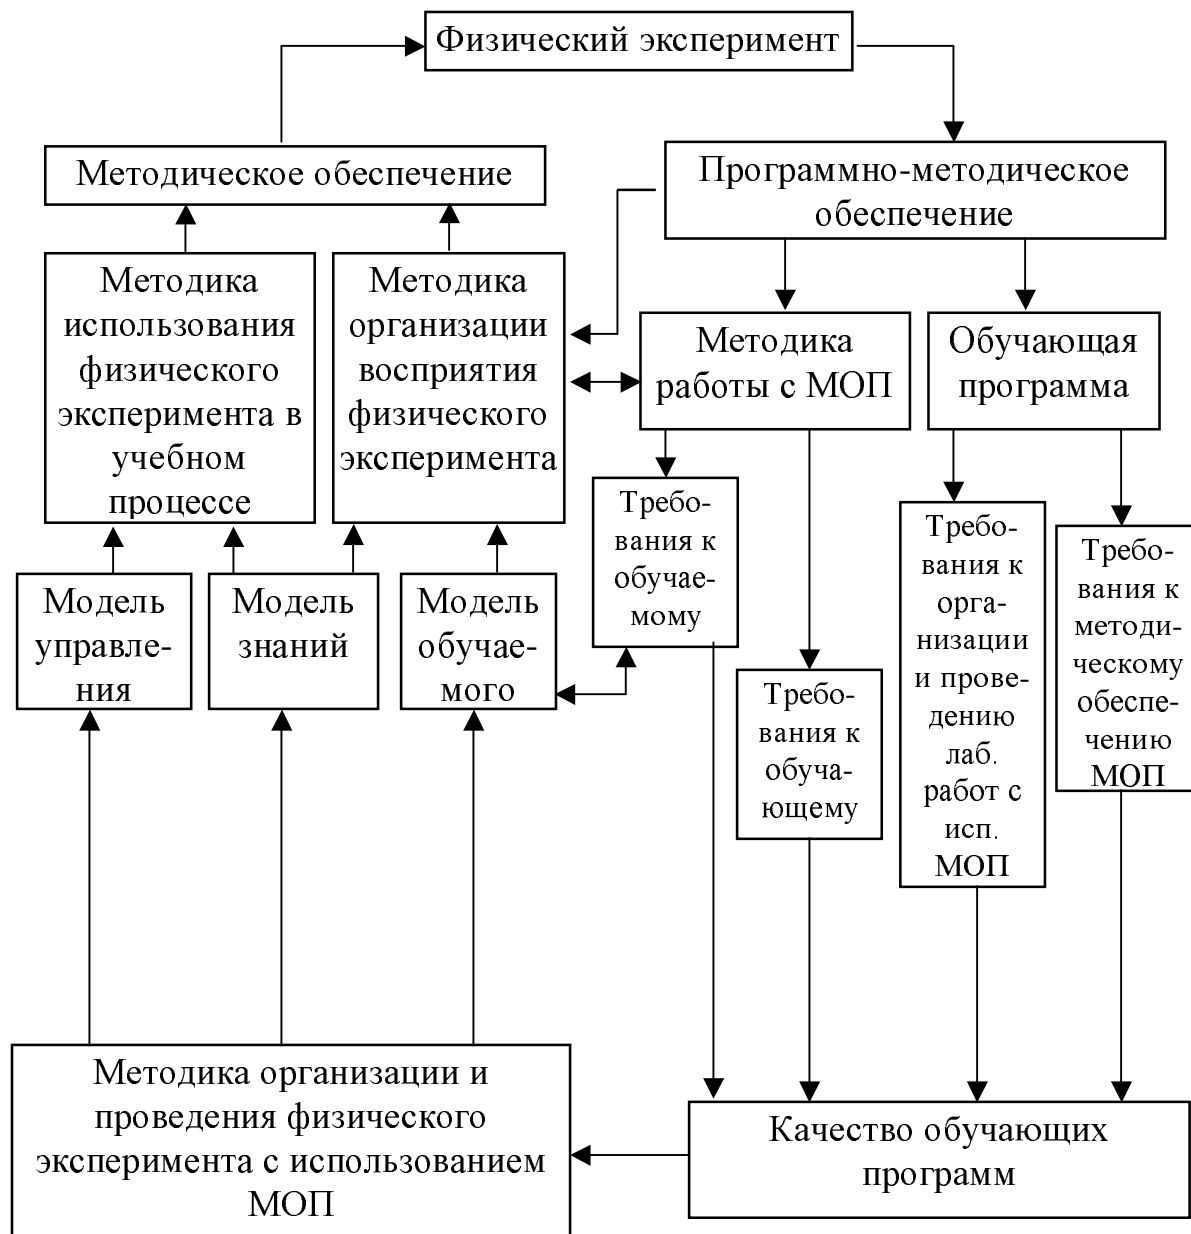 Физический эксперимент
Методическое обеспечение
Программно-методическое
обеспечение
Методика
использования
физического
эксперимента в
учебном
процессе
Методика
организации
восприятия
физического
эксперимента
Методика
работы с МОП
Обучающая
программа
Требо-
вания к
обучае-
мому
Требо-
вания к
орга-
низации
и прове-
дению
лаб.
работ с
исп.
МОП
Требо-
вания к
методи-
ческому
обеспе-
чению
МОП
Модель
управле-
ния
Модель
знаний
Модель
обучае-
мого
Требо-
вания к
обуча-
ющему
Методика организации и
проведения физического
эксперимента с использованием
МОП
Качество обучающих
программ